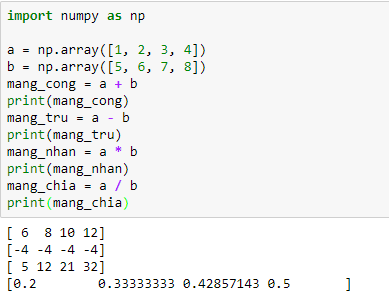 import numpy as np
a = np.array([1, 2, 3, 4])
b = np.array([5, 6, 7, 8])
mang_cong = a + b
print(mang_cong)
mang_tru = a - b
print(mang_tru)
mang_nhan = a * b
print(mang_nhan)
mang_chia = a / b
print(mang_chia)
[ 6  8 10 12]
[-4 -4 -4 -4]
[ 5 12 21 32]
[0.2        0.33333333 0.42857143 0.5       ]